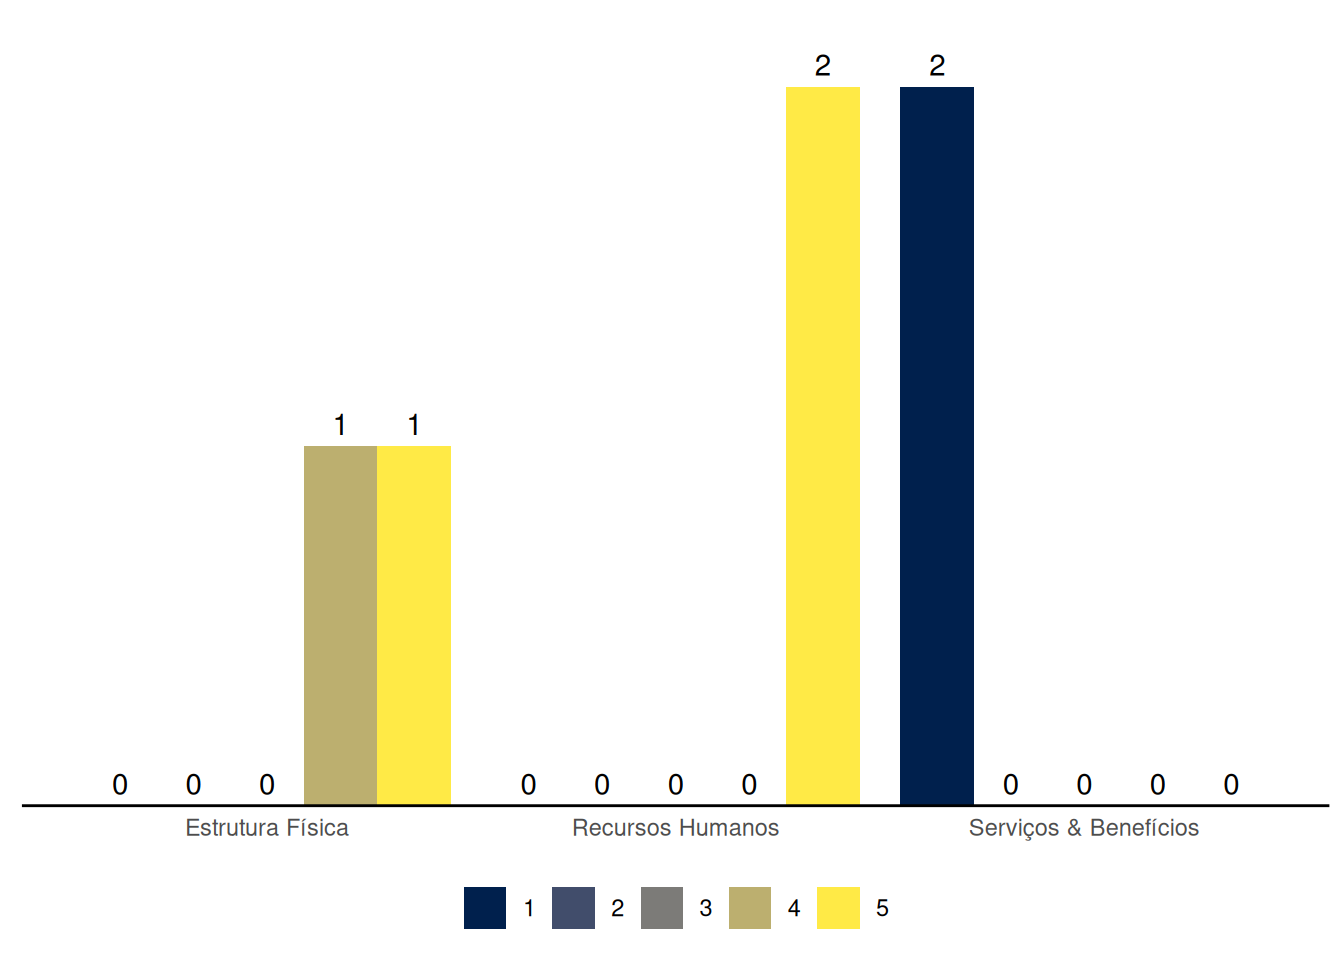 2 2
1 1
0 0 0 0 0 0 0 0 0 0 0
Estrutura Física Recursos Humanos Serviços & Benefícios
1 2 3 4 5